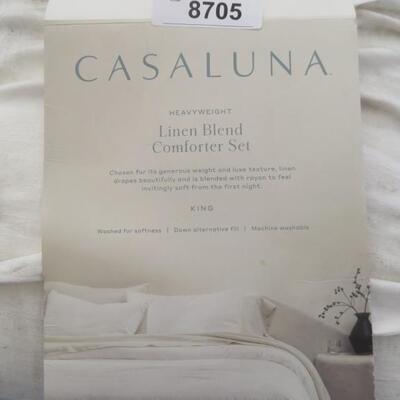 8705
CASALUNA™
HEAVYWEIGHT
Linen Blend
Comforter Set
Chosen for its generous weight and luxe texture, linen
drapes beautifully and is blended with rayon to feel
invitingly soft from the first night.
KING
Washed for softness | Down alternative fill | Machine washable